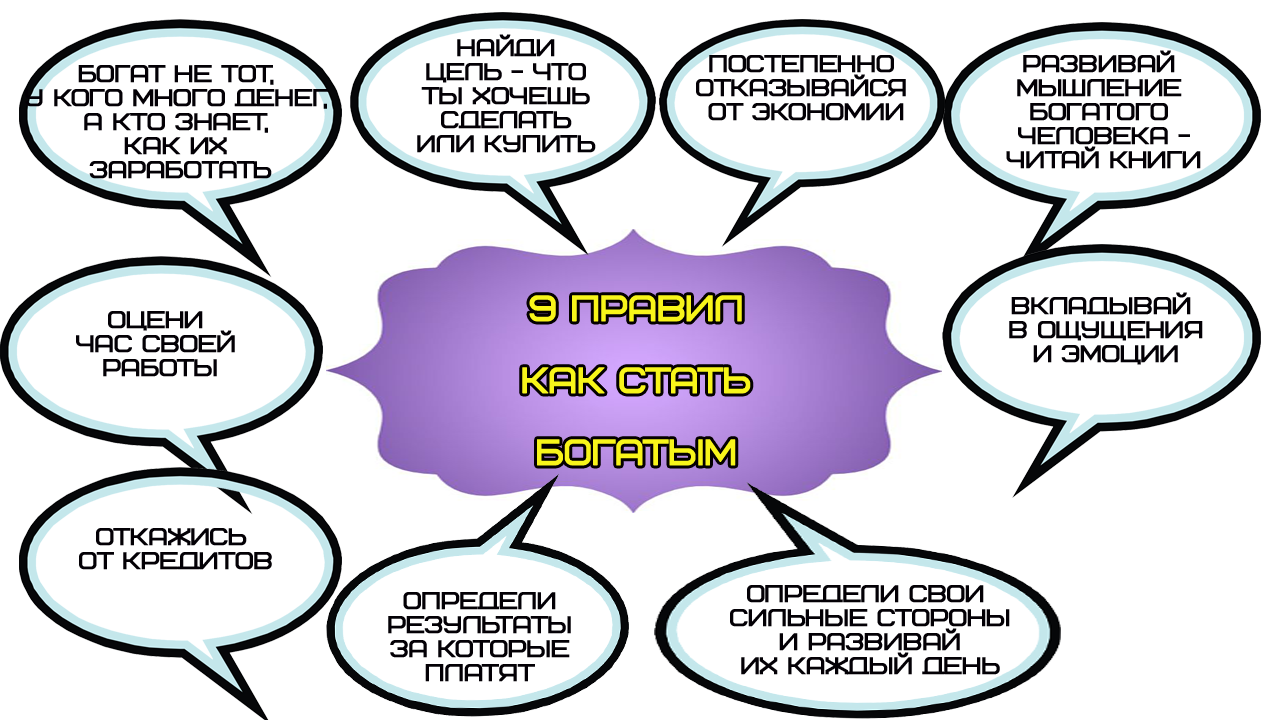 БОГАТ НЕ ТОТ,
У КОГО МНОГО ДЕНЕГ,
А КТО ЗНАЕТ,
КАК ИХ
ЗАРАБОТАТЬ
НАЙДИ
ЦЕЛЬ - ЧТО
ТЫ ХОЧЕШЬ
СДЕЛАТЬ
ИЛИ КУПИТЬ
ПОСТЕПЕННО
ОТКАЗЫВАЙСЯ
ОТ ЭКОНОМИИ
РАЗВИВАЙ
МЫШЛЕНИЕ
БОГАТОГО
ЧЕЛОВЕКА -
ЧИТАЙ КНИГИ
ОЦЕНИ
ЧАС СВОЕЙ
РАБОТЫ
9 ПРАВИЛ
КАК СТАТЬ
БОГАТЫМ
ВКЛАДЫВАЙ
В ОЩУЩЕНИЯ
И ЭМОЦИИ
ОТКАЖИСЬ
ОТ КРЕДИТОВ
ОПРЕДЕЛИ
РЕЗУЛЬТАТЫ
ЗА КОТОРЫЕ
ПЛАТЯТ
ОПРЕДЕЛИ СВОИ
СИЛЬНЫЕ СТОРОНЫ
И РАЗВИВАЙ
ИХ КАЖДЫЙ ДЕНЬ